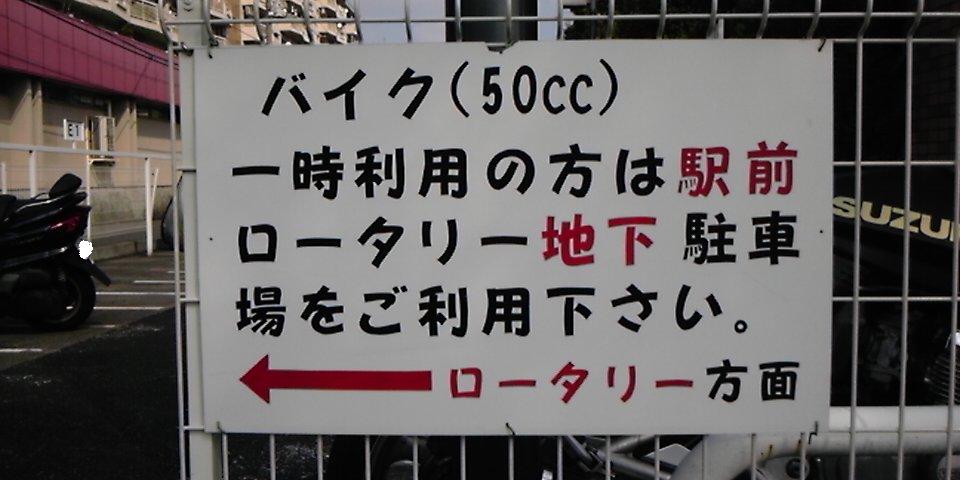 バイク(50cc)
一時利用の方は駅前
ロータリー地下駐車
場をご利用下さい。
ロータリー方面
E1